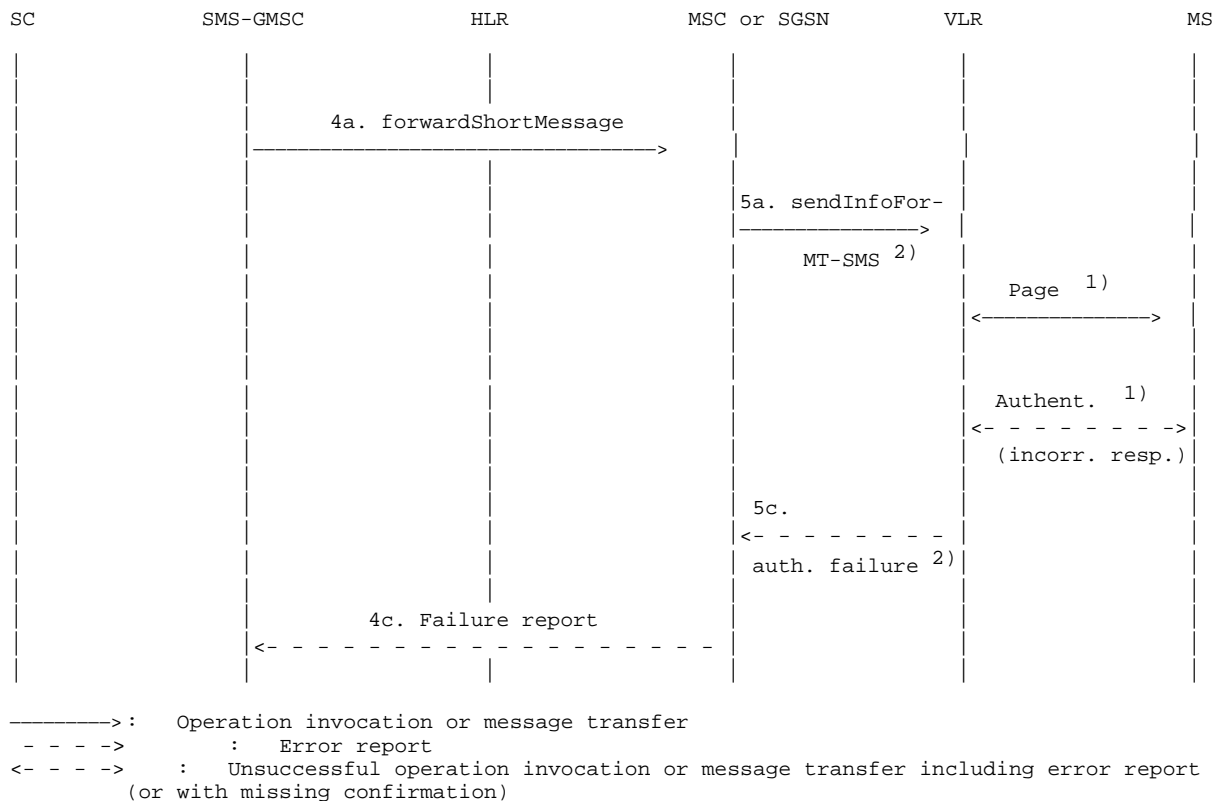 SC SMS-GMSC HLR MSC or SGSN VLR MS
4a. forwardShortMessage
5a. sendInfoFor-
MT-SMS 2)
Page 1)
Authent. 1)
(incorr. resp.)
5c.
auth. failure 2)
4c. Failure report
: Operation invocation or message transfer
: Error report
: Unsuccessful operation invocation or message transfer including error report
(or with missing confirmation)